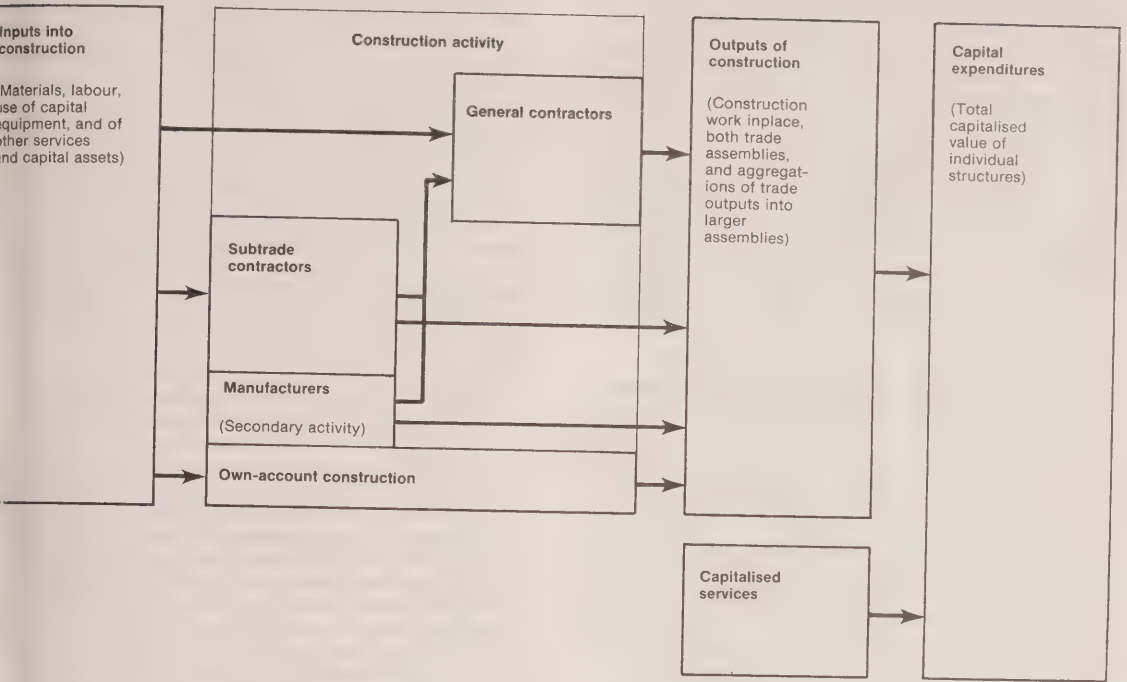 Inputs into
construction
(Materials, labour,
use of capital
equipment, and of
other services
and capital assets)
Construction activity
General contractors
Subtrade
contractors
Manufacturers
(Secondary activity)
Own-account construction
Outputs of
construction
(Construction
work inplace,
both trade
assemblies,
and aggregat-
ions of trade
outputs into
larger
assemblies)
Capitalised
services
Capital
expenditures
(Total
capitalised
value of
individual
structures)